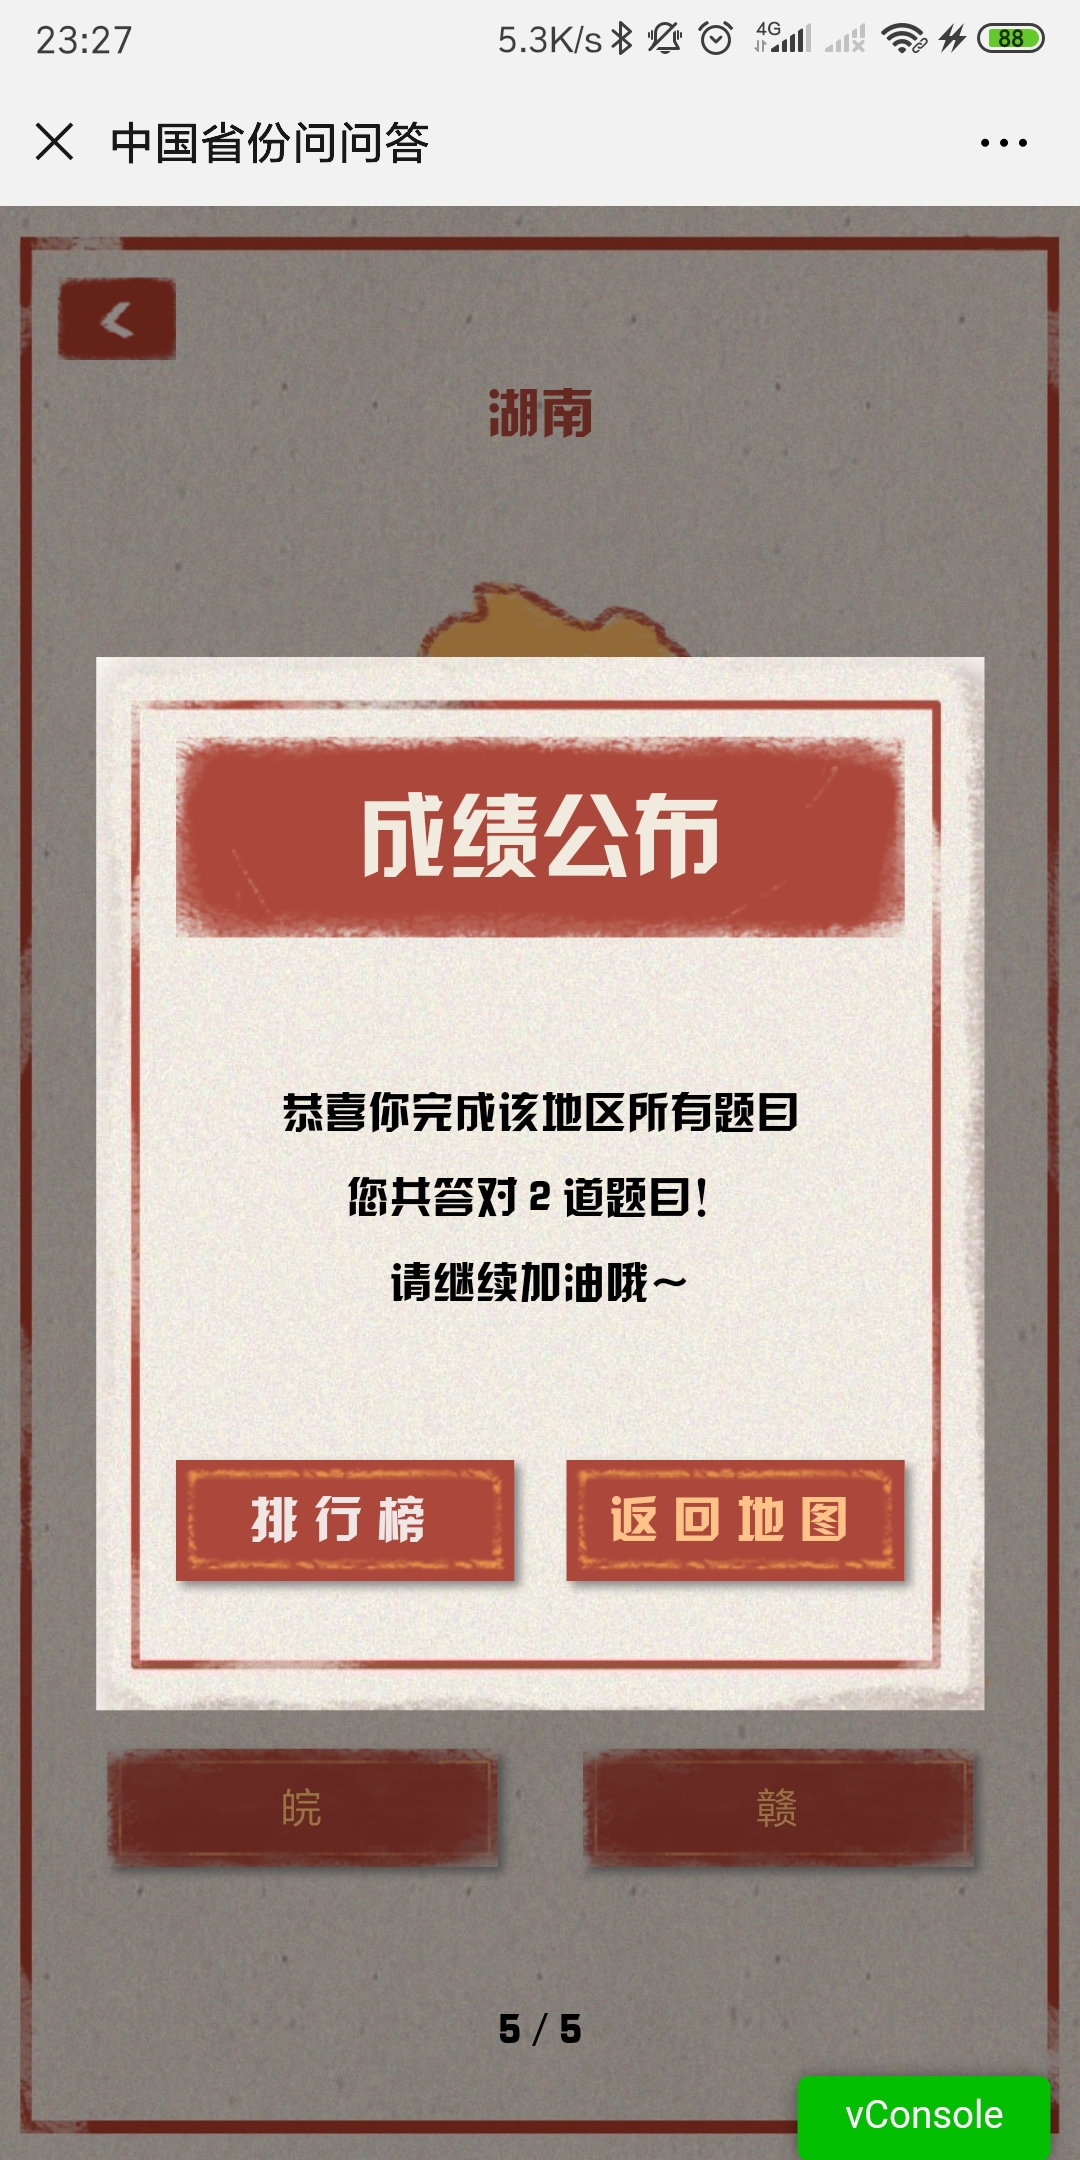 23:27
5.3K/s
4G
88
中国省份问问答
湖南
成绩公布
恭喜你完成该地区所有题目
您共答对 2 道题目!
请继续加油哦~
排行榜
返回地图
皖
赣
5 / 5
vConsole